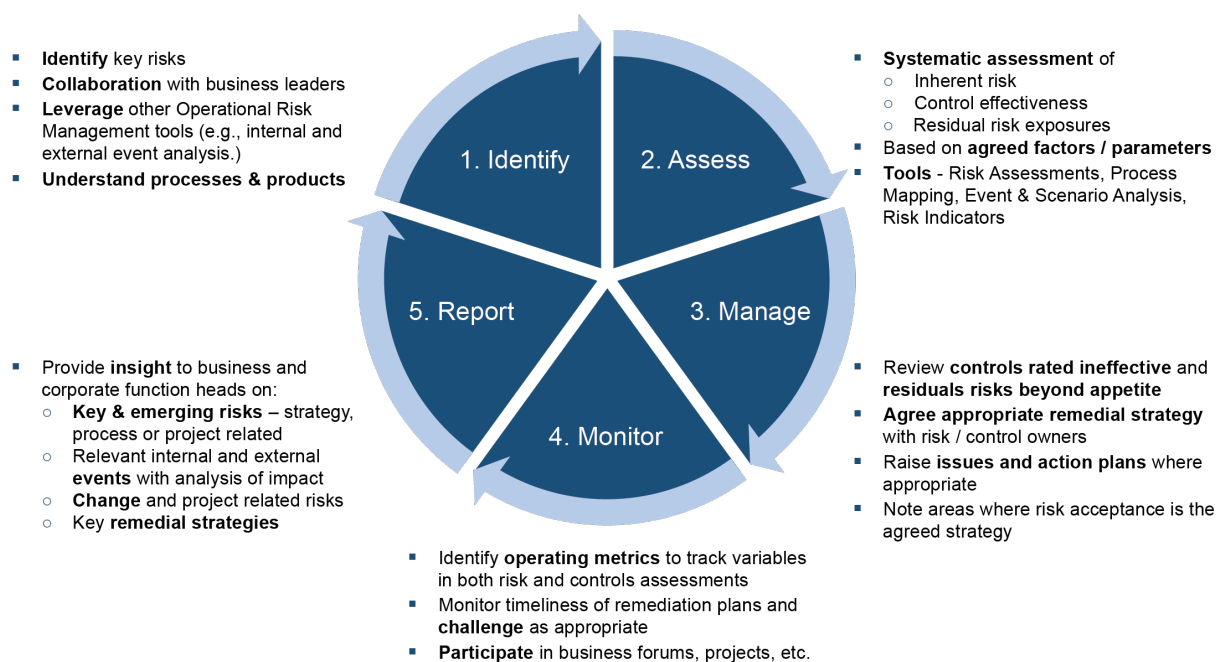 ▪ Identify key risks
▪ Collaboration with business leaders
▪ Leverage other Operational Risk
Management tools (e.g., internal and
external event analysis.)
▪ Understand processes & products
1. Identify
2. Assess
▪ Systematic assessment of
○ Inherent risk
○ Control effectiveness
○ Residual risk exposures
▪ Based on agreed factors / parameters
▪ Tools - Risk Assessments, Process
Mapping, Event & Scenario Analysis,
Risk Indicators
3. Manage
▪ Review controls rated ineffective and
residuals risks beyond appetite
▪ Agree appropriate remedial strategy
with risk / control owners
▪ Raise issues and action plans where
appropriate
▪ Note areas where risk acceptance is the
agreed strategy
4. Monitor
▪ Identify operating metrics to track variables
in both risk and controls assessments
▪ Monitor timeliness of remediation plans and
challenge as appropriate
▪ Participate in business forums, projects, etc.
5. Report
▪ Provide insight to business and
corporate function heads on:
○ Key & emerging risks – strategy,
process or project related
○ Relevant internal and external
events with analysis of impact
○ Change and project related risks
○ Key remedial strategies